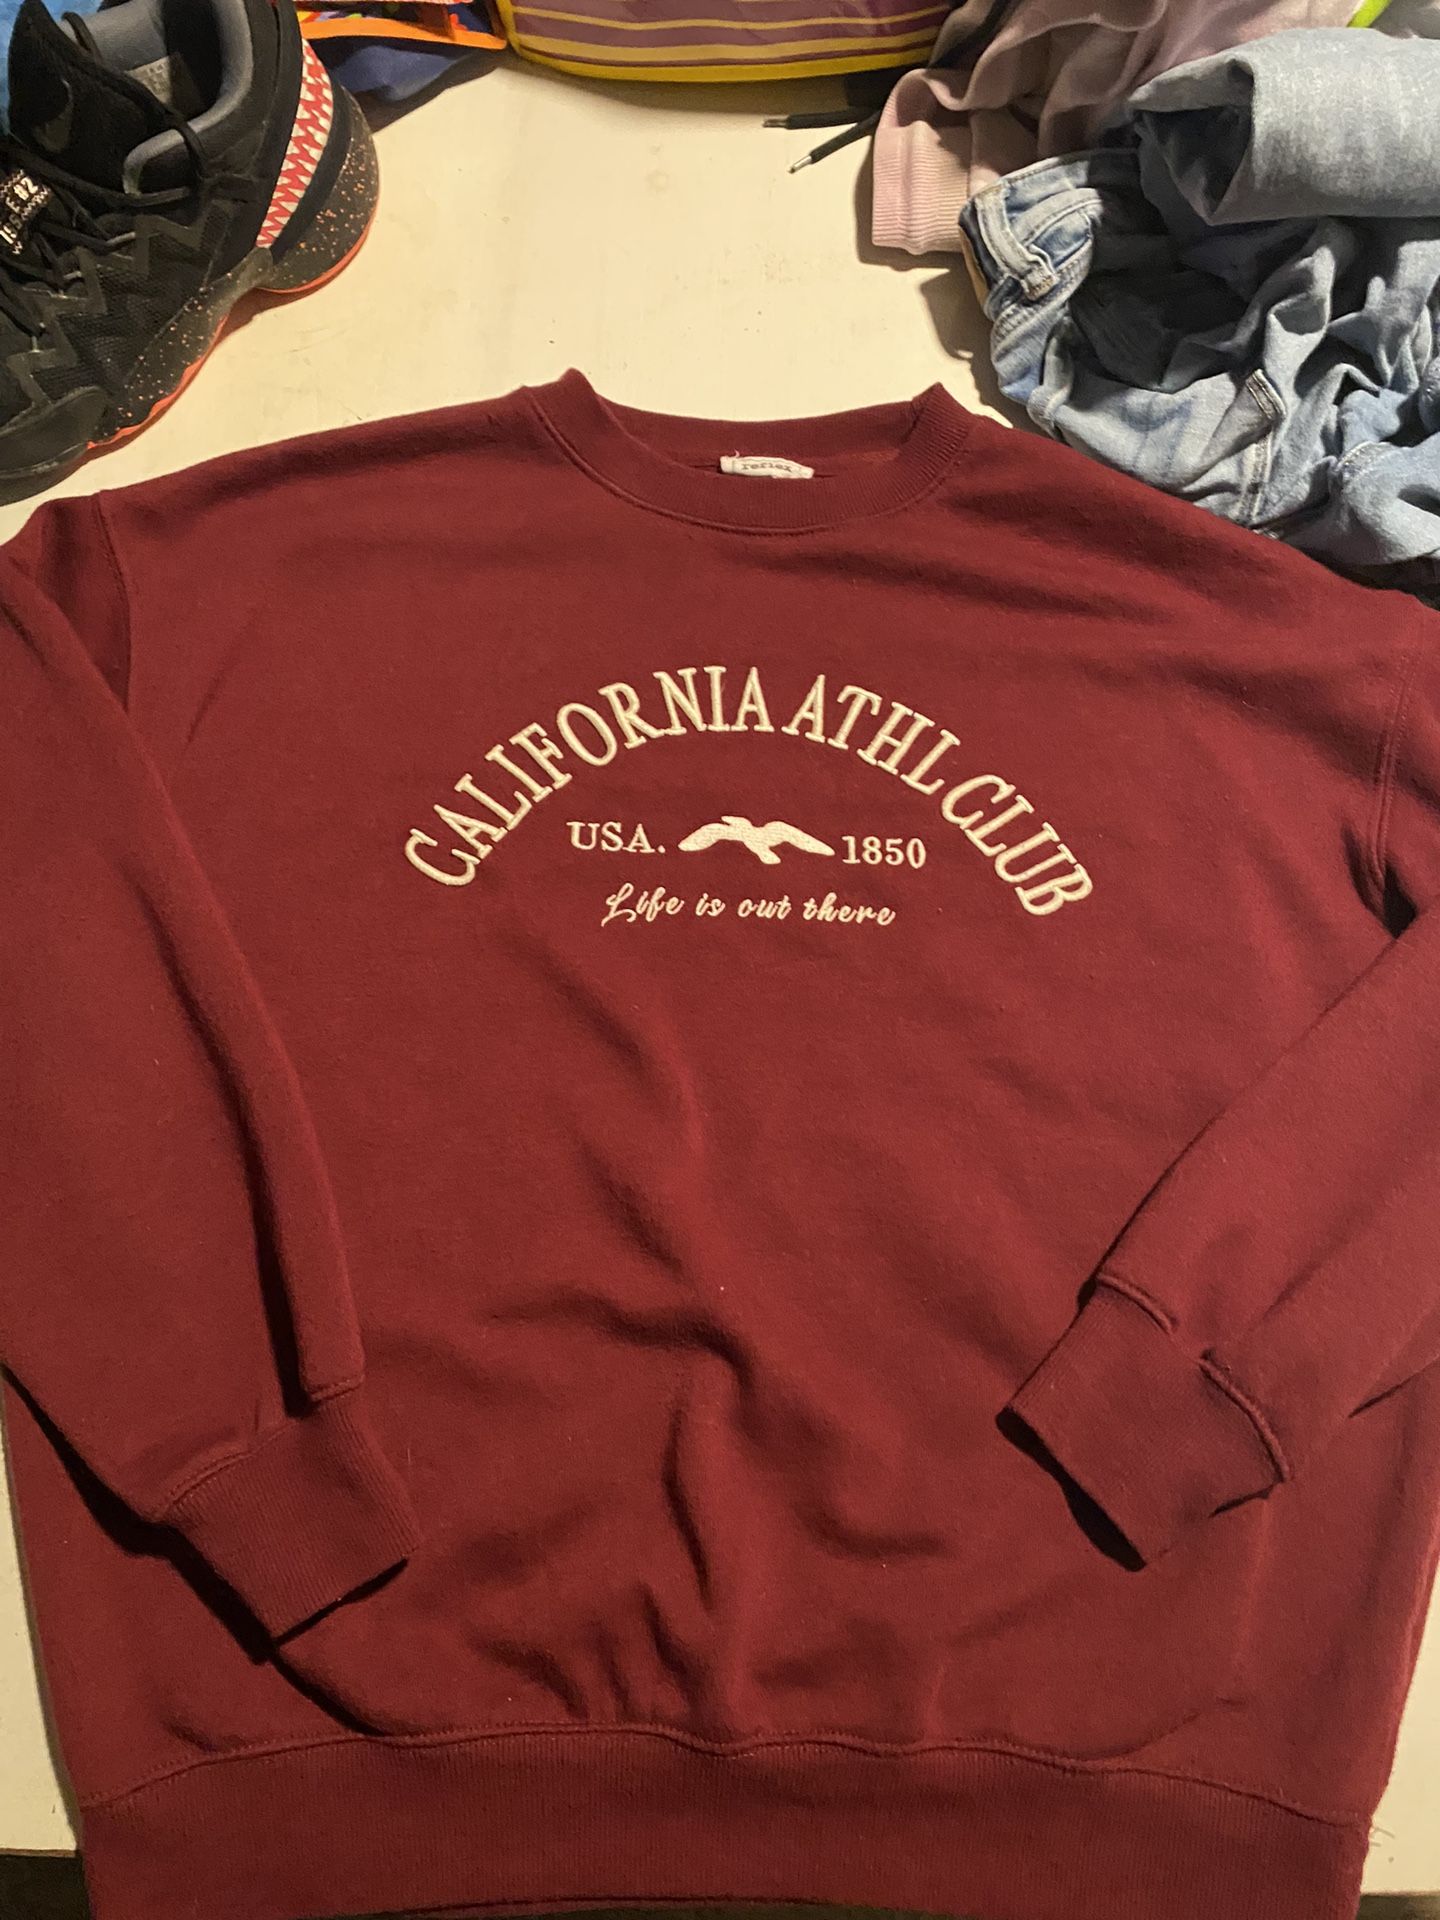 reflex
CALIFORNIA ATHL CLUB
USA. 1850
Life is out there